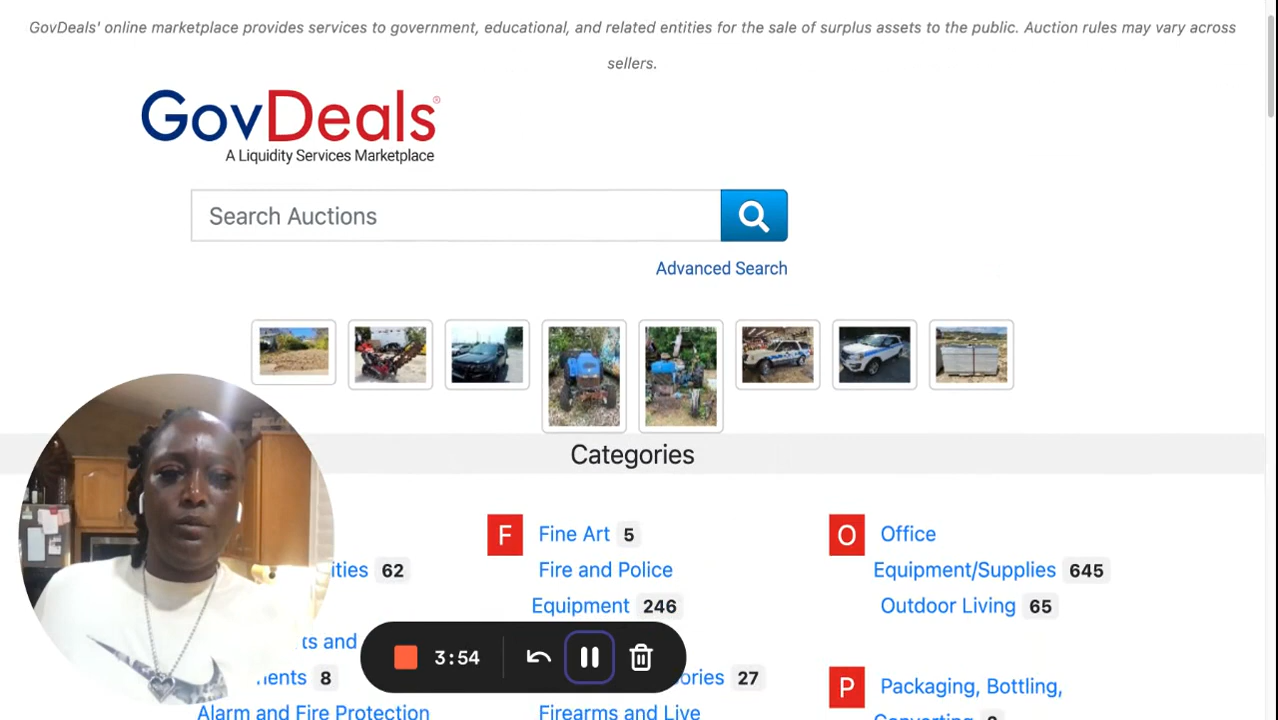 GovDeals' online marketplace provides services to government, educational, and related entities for the sale of surplus assets to the public. Auction rules may vary across
sellers.
GovDeals®
A Liquidity Services Marketplace
Search Auctions
Advanced Search
Categories
ities 62
ts and
nents 8
Alarm and Fire Protection
F Fine Art 5
Fire and Police
Equipment 246
ories 27
Firearms and Live
O Office
Equipment/Supplies 645
Outdoor Living 65
P Packaging, Bottling,
3:54